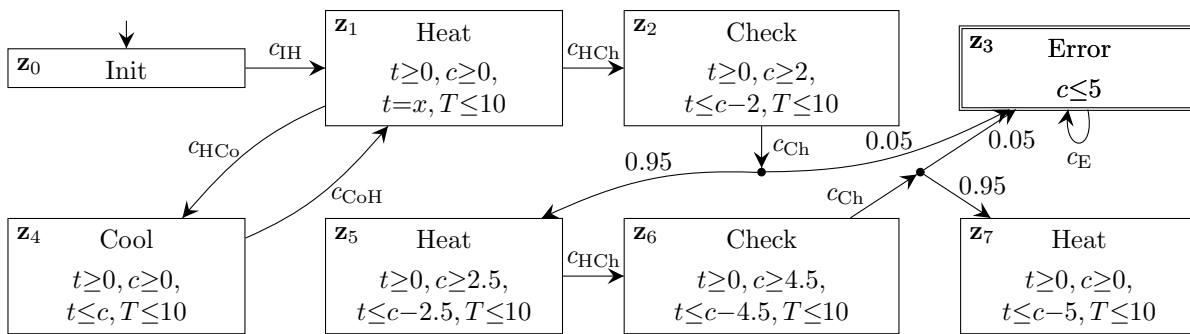 z₀ Init
c_IH
z₁ Heat
t≥0, c≥0,
t=x, T≤10
c_HCh
z₂ Check
t≥0, c≥2,
t≤c−2, T≤10
z₃ Error
c≤5
c_HCo
c_CoH
0.95
c_Ch
0.05
c_Ch
0.05
0.95
c_E
z₄ Cool
t≥0, c≥0,
t≤c, T≤10
z₅ Heat
t≥0, c≥2.5,
t≤c−2.5, T≤10
c_HCh
z₆ Check
t≥0, c≥4.5,
t≤c−4.5, T≤10
z₇ Heat
t≥0, c≥0,
t≤c−5, T≤10